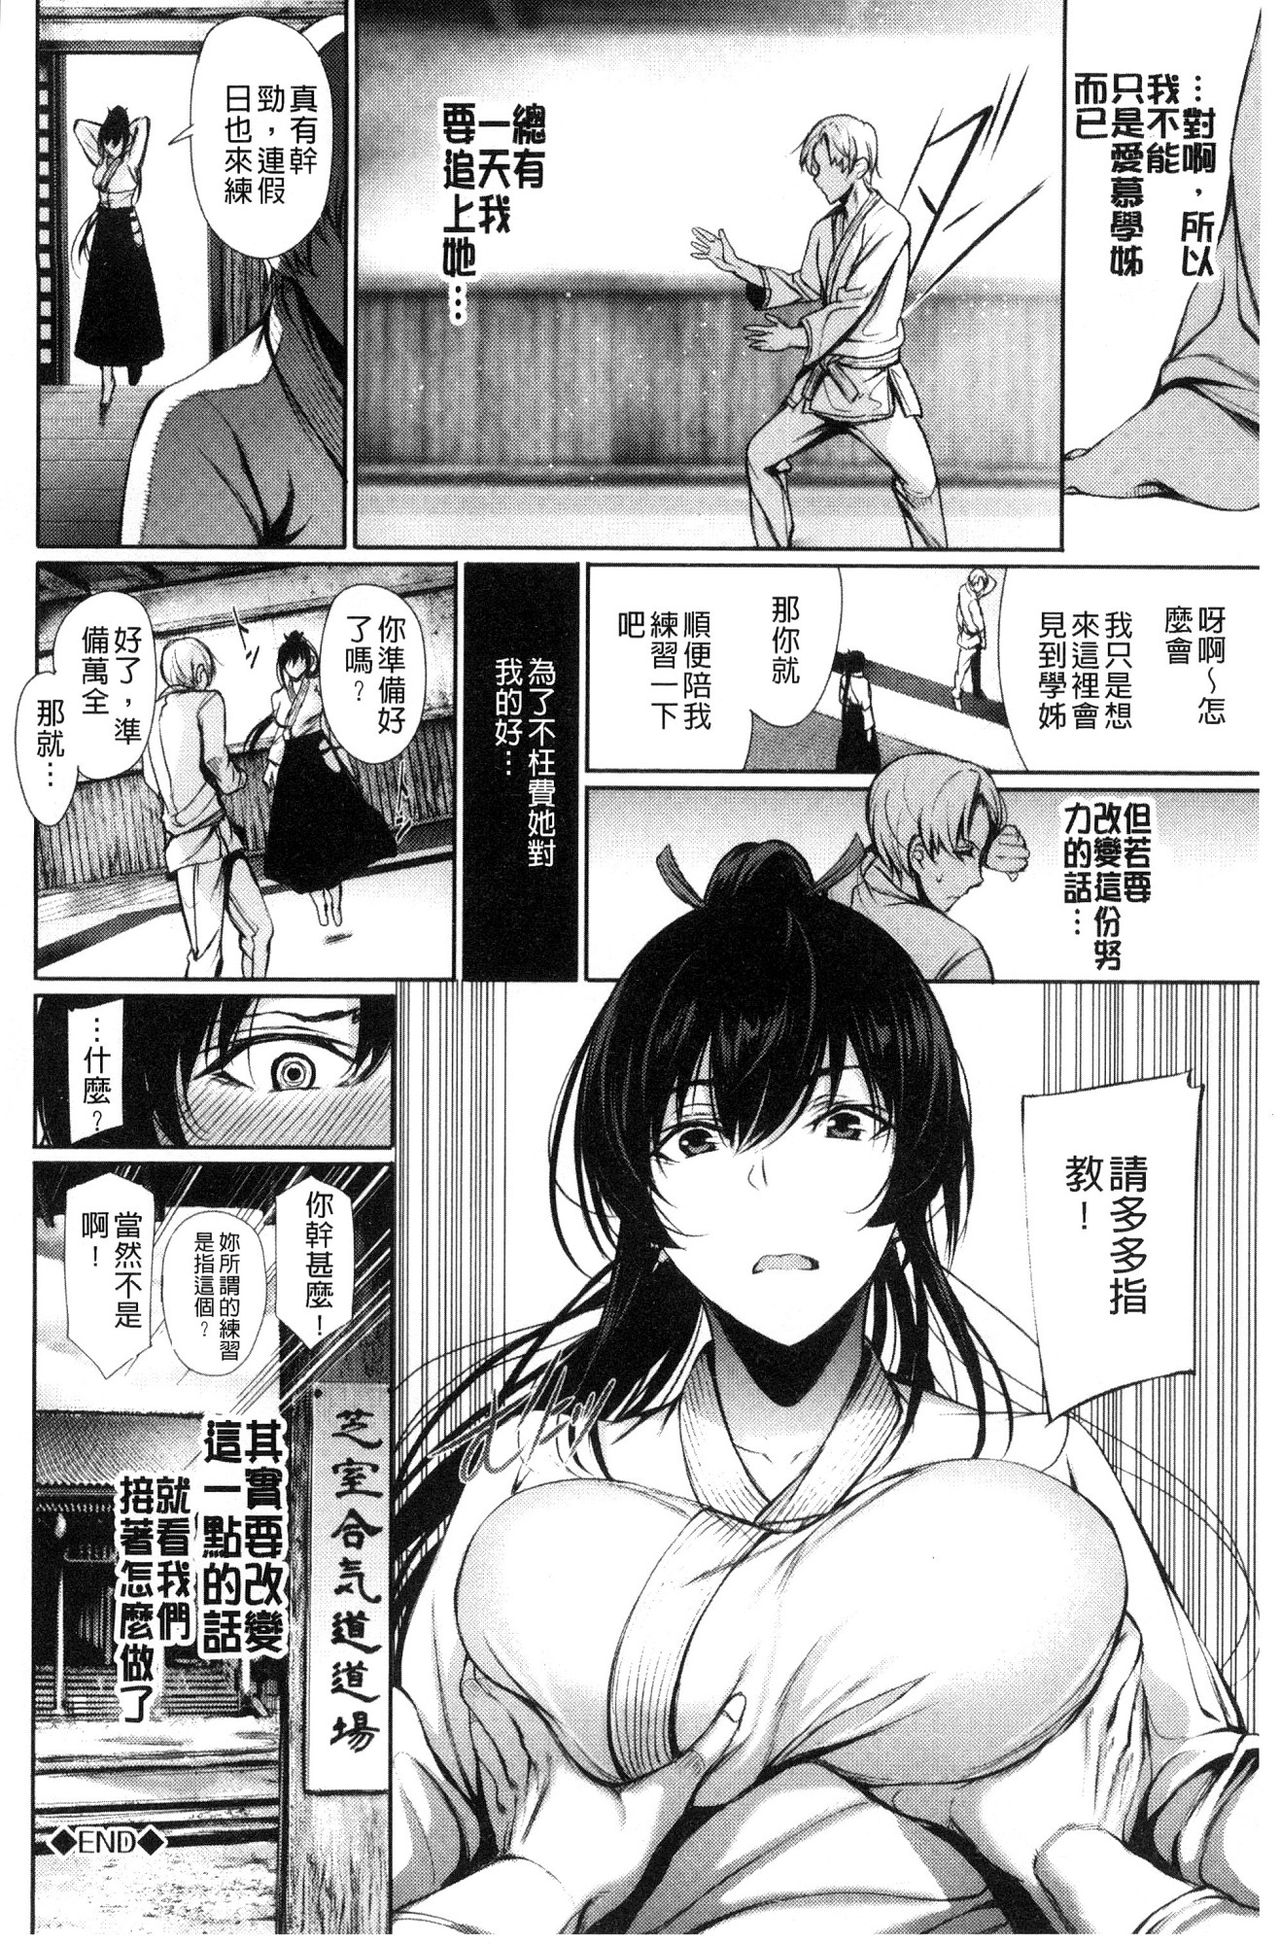 …對啊，所以
我不能
只是愛慕學姊
而已
總有
一天我
要追上她…
真有幹
勁，連假
日也來練
呀啊～怎
麼會
我只是想
來這裡會
見到學姊
那你就
順便陪我
練習一下
吧
但若要
改變這份努
力的話…
為了不枉費她對
我的好…
你準備好
了嗎？
好了，準
備萬全
那就…
請多多指
教！
…什麼？
你幹甚麼！
妳所謂的練習
是指這個？
當然不是
啊！
芝室合気道道場
其實要改變
這一點的話
就看我們
接著怎麼做了
◆END◆